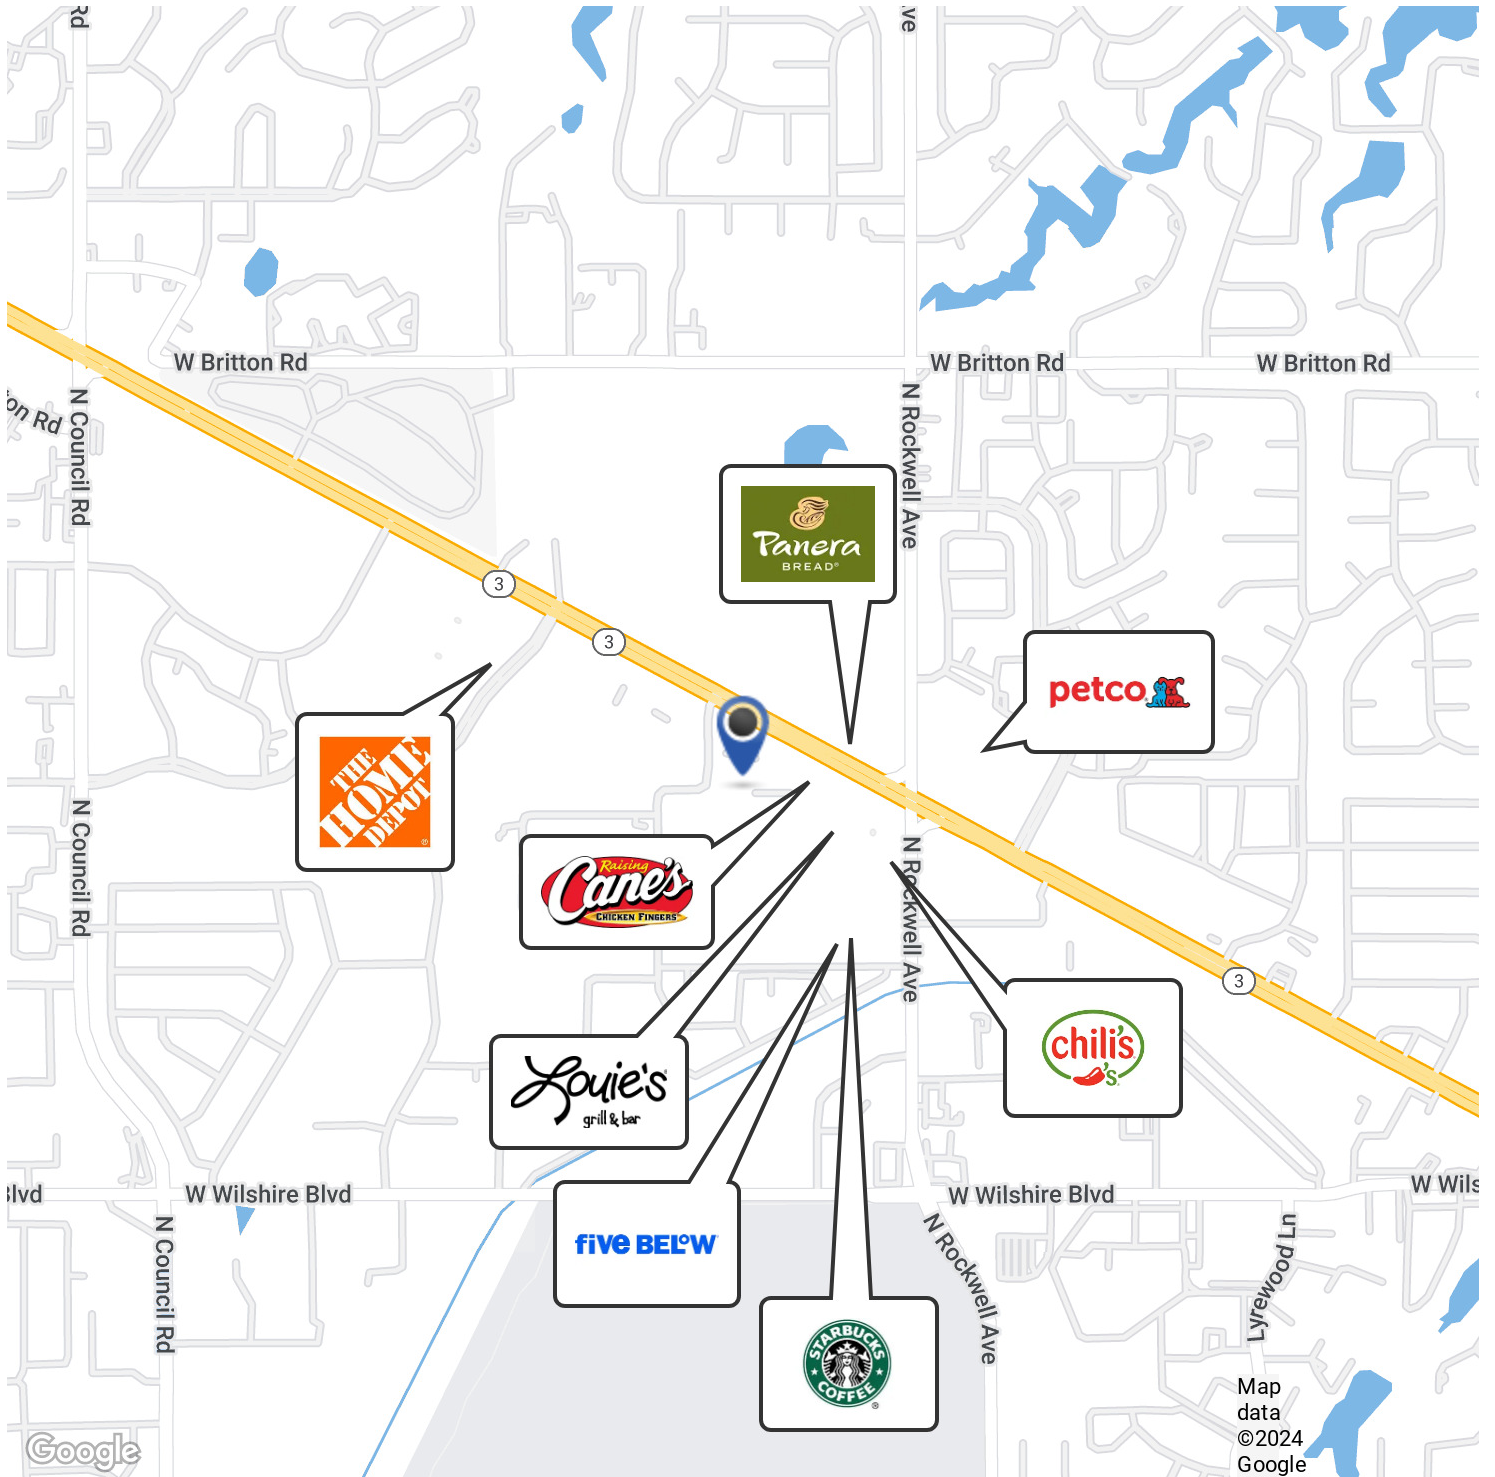 Rd
ve
W Britton Rd
W Britton Rd
W Britton Rd
N Council Rd
ton Rd
N Rockwell Ave
Panera
BREAD®
3
3
petco
THE
HOME
DEPOT
®
N Council Rd
Raising
Cane's
CHICKEN FINGERS
N Rockwell Ave
3
chili's
's
Louie's
grill & bar
Blvd
W Wilshire Blvd
W Wilshire Blvd
W Wils
N Council Rd
five BELOW
N Rockwell Ave
Lyrewood Ln
STARBUCKS
COFFEE
®
Map
data
©2024
Google
Google